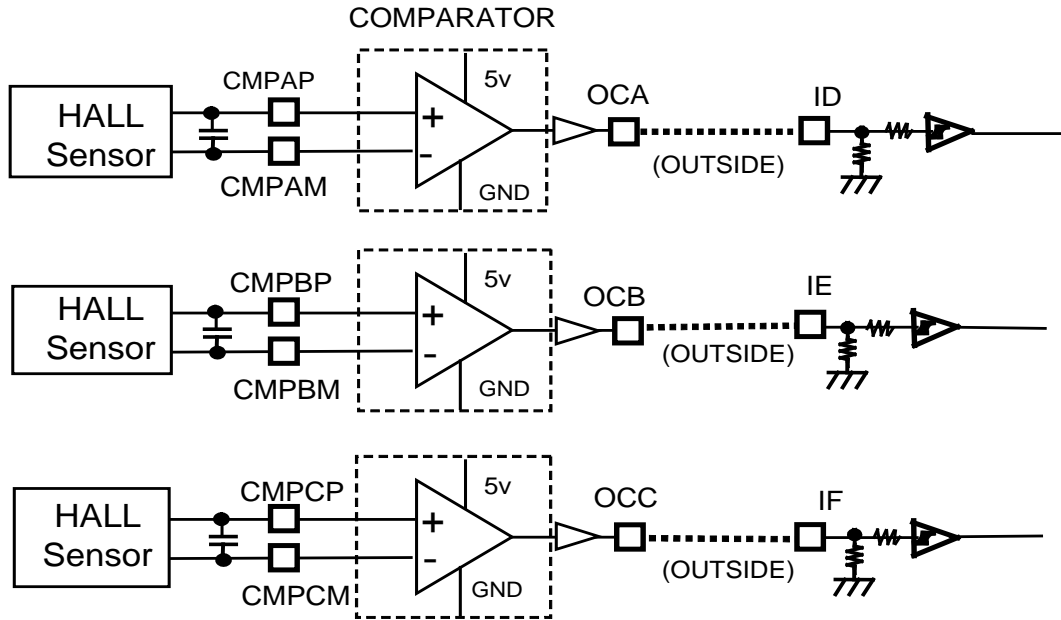 COMPARATOR
HALL
Sensor
CMPAP
CMPAM
+
-
5v
GND
OCA
(OUTSIDE)
ID
HALL
Sensor
CMPBP
CMPBM
+
-
5v
GND
OCB
(OUTSIDE)
IE
HALL
Sensor
CMPCP
CMPCM
+
-
5v
GND
OCC
(OUTSIDE)
IF